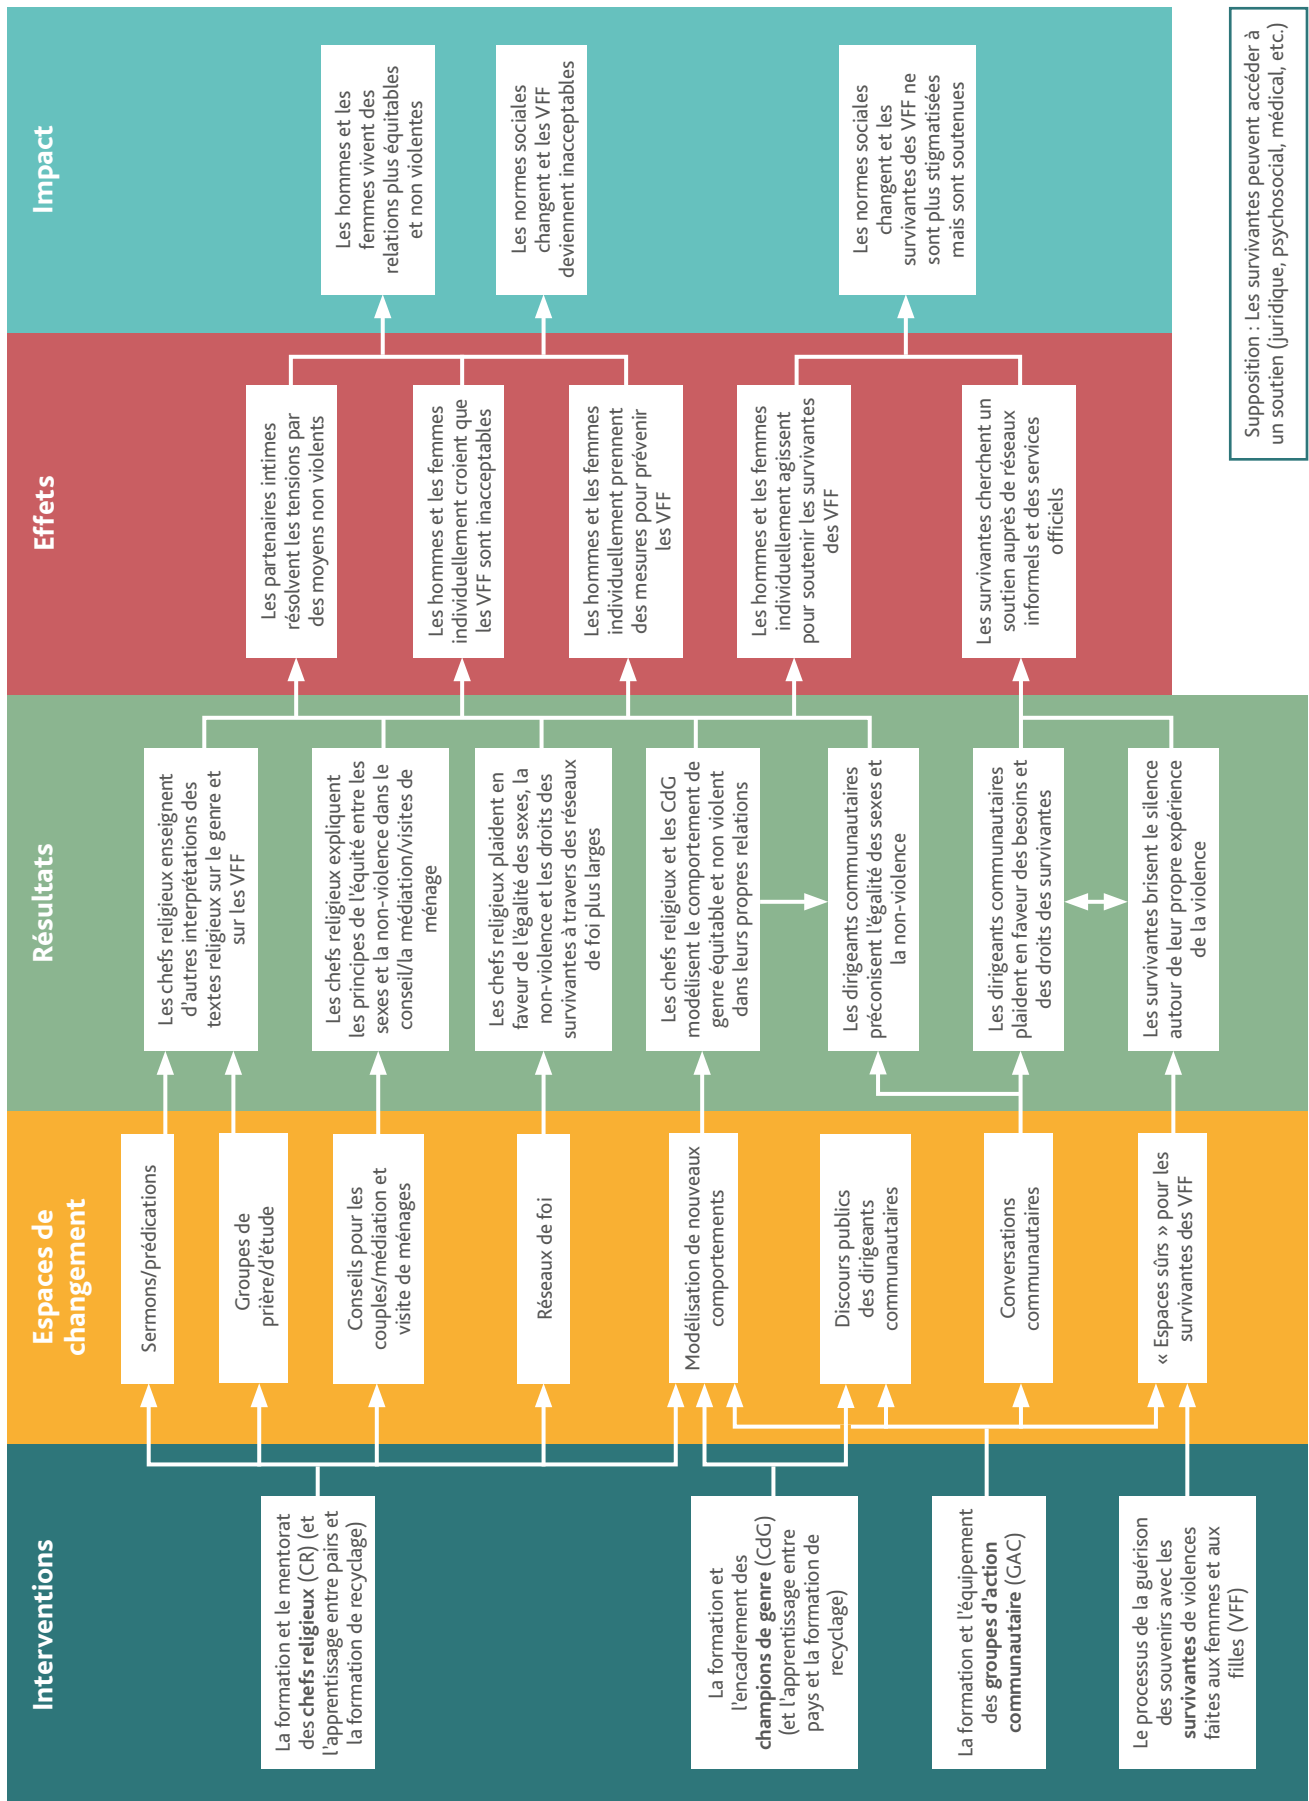 Interventions
La formation et le mentorat
des chefs religieux (CR) (et
l'apprentissage entre pairs et
la formation de recyclage)
La formation et
l'encadrement des
champions de genre (CdG)
(et l'apprentissage entre
pays et la formation de
recyclage)
La formation et l'équipement
des groupes d'action
communautaire (GAC)
Le processus de la guérison
des souvenirs avec les
survivantes de violences
faites aux femmes et aux
filles (VFF)
Espaces de
changement
Sermons/prédications
Groupes de
prière/d'étude
Conseils pour les
couples/médiation et
visite de ménages
Réseaux de foi
Modélisation de nouveaux
comportements
Discours publics
des dirigeants
communautaires
Conversations
communautaires
« Espaces sûrs » pour les
survivantes des VFF
Résultats
Les chefs religieux enseignent
d'autres interprétations des
textes religieux sur le genre et
sur les VFF
Les chefs religieux expliquent
les principes de l'équité entre les
sexes et la non-violence dans le
conseil/la médiation/visites de
ménage
Les chefs religieux plaident en
faveur de l'égalité des sexes, la
non-violence et les droits des
survivantes à travers des réseaux
de foi plus larges
Les chefs religieux et les CdG
modélisent le comportement de
genre équitable et non violent
dans leurs propres relations
Les dirigeants communautaires
préconisent l'égalité des sexes et
la non-violence
Les dirigeants communautaires
plaident en faveur des besoins et
des droits des survivantes
Les survivantes brisent le silence
autour de leur propre expérience
de la violence
Effets
Les partenaires intimes
résolvent les tensions par
des moyens non violents
Les hommes et les femmes
individuellement croient que
les VFF sont inacceptables
Les hommes et les femmes
individuellement prennent
des mesures pour prévenir
les VFF
Les hommes et les femmes
individuellement agissent
pour soutenir les survivantes
des VFF
Les survivantes cherchent un
soutien auprès de réseaux
informels et des services
officiels
Impact
Les hommes et les
femmes vivent des
relations plus équitables
et non violentes
Les normes sociales
changent et les VFF
deviennent inacceptables
Les normes sociales
changent et les
survivantes des VFF ne
sont plus stigmatisées
mais sont soutenues
Supposition : Les survivantes peuvent accéder à
un soutien (juridique, psychosocial, médical, etc.)